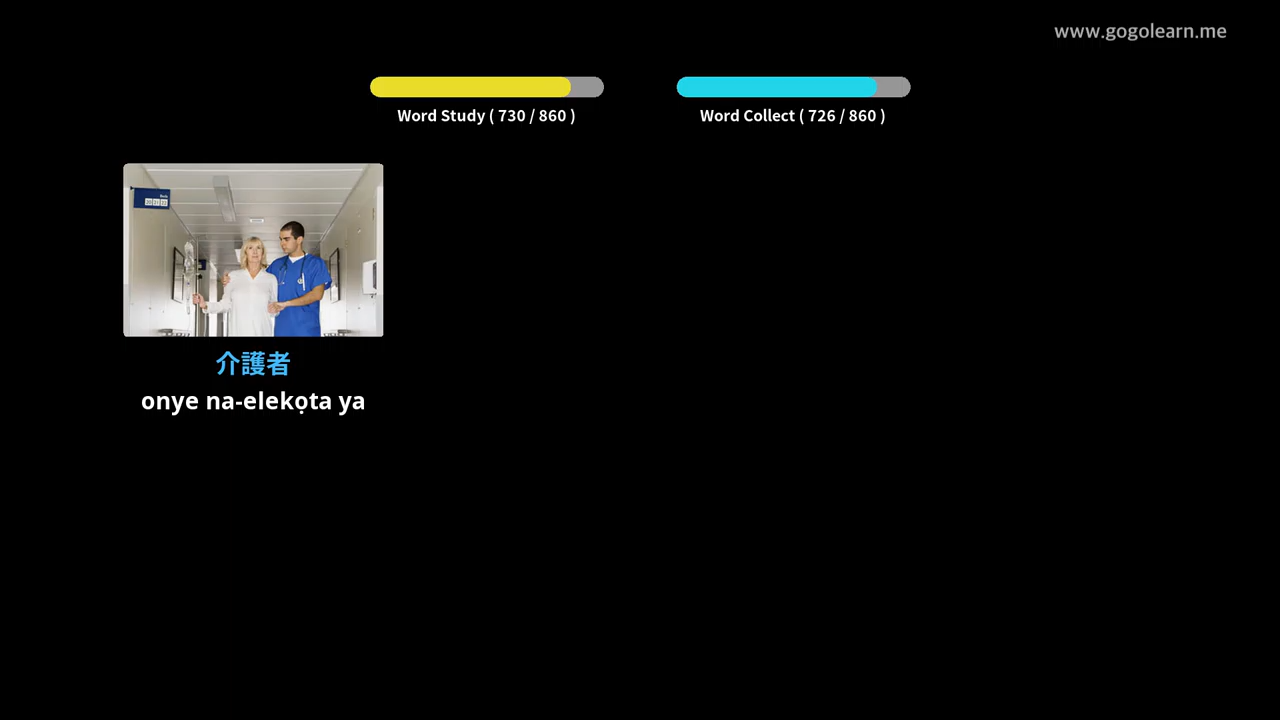 www.gogolearn.me
Word Study ( 730 / 860 )
Word Collect ( 726 / 860 )
介護者
onye na-elekọta ya